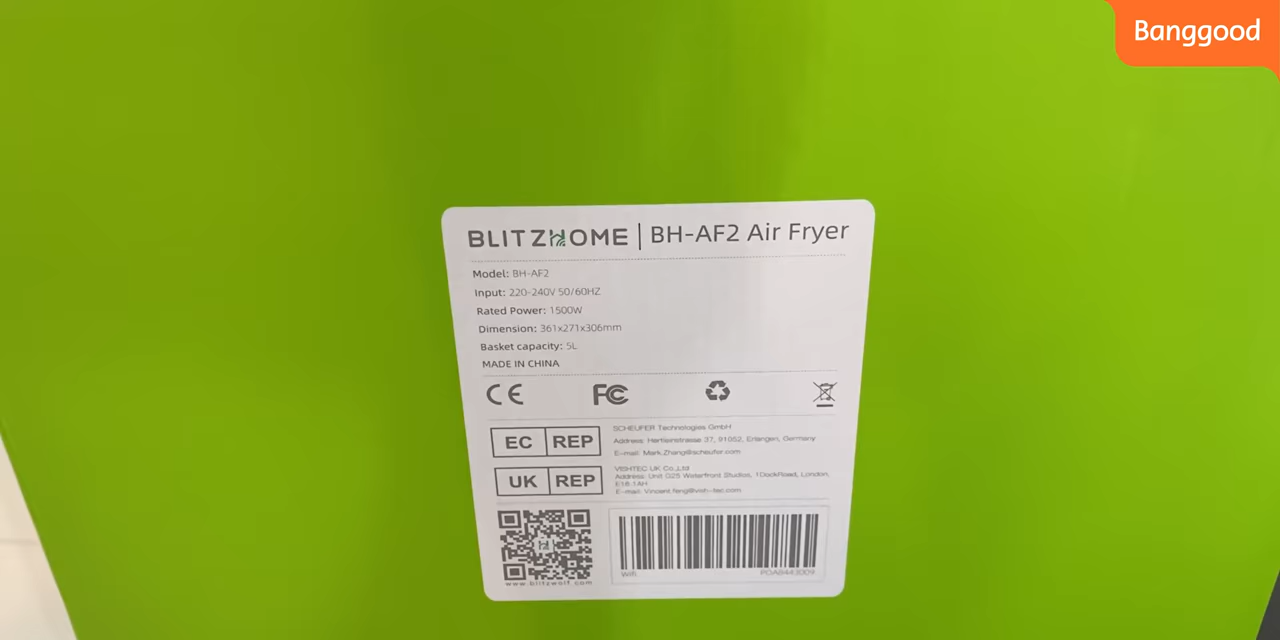 Banggood
BLITZHOME | BH-AF2 Air Fryer
Model: BH-AF2
Input: 220-240V 50/60HZ
Rated Power: 1500W
Dimension: 361x271x306mm
Basket capacity: 5L
MADE IN CHINA
CE FC
EC REP
SCHEUFER Technologies GmbH
Address: Hertleinstrasse 37, 91052, Erlangen, Germany
E-mail: Mark.Zhang@scheufer.com
UK REP
VISHTEC UK Co.,Ltd
Address: Unit G25 Waterfront Studios, 1DockRoad, London,
E16 1AH
E-mail: Vincent.feng@vish-tec.com
www.blitzwolf.com
Wifi